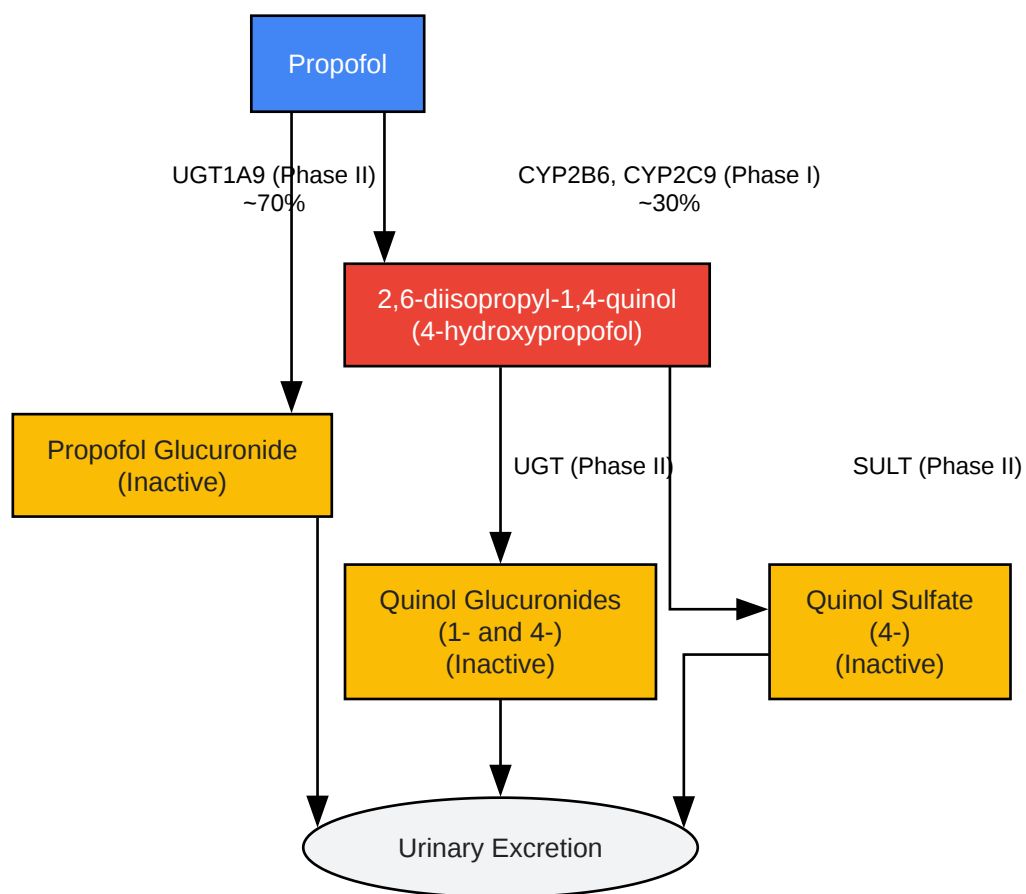 Propofol
UGT1A9 (Phase II)
~70%
CYP2B6, CYP2C9 (Phase I)
~30%
2,6-diisopropyl-1,4-quinol
(4-hydroxypropofol)
Propofol Glucuronide
(Inactive)
UGT (Phase II)
SULT (Phase II)
Quinol Glucuronides
(1- and 4-)
(Inactive)
Quinol Sulfate
(4-)
(Inactive)
Urinary Excretion